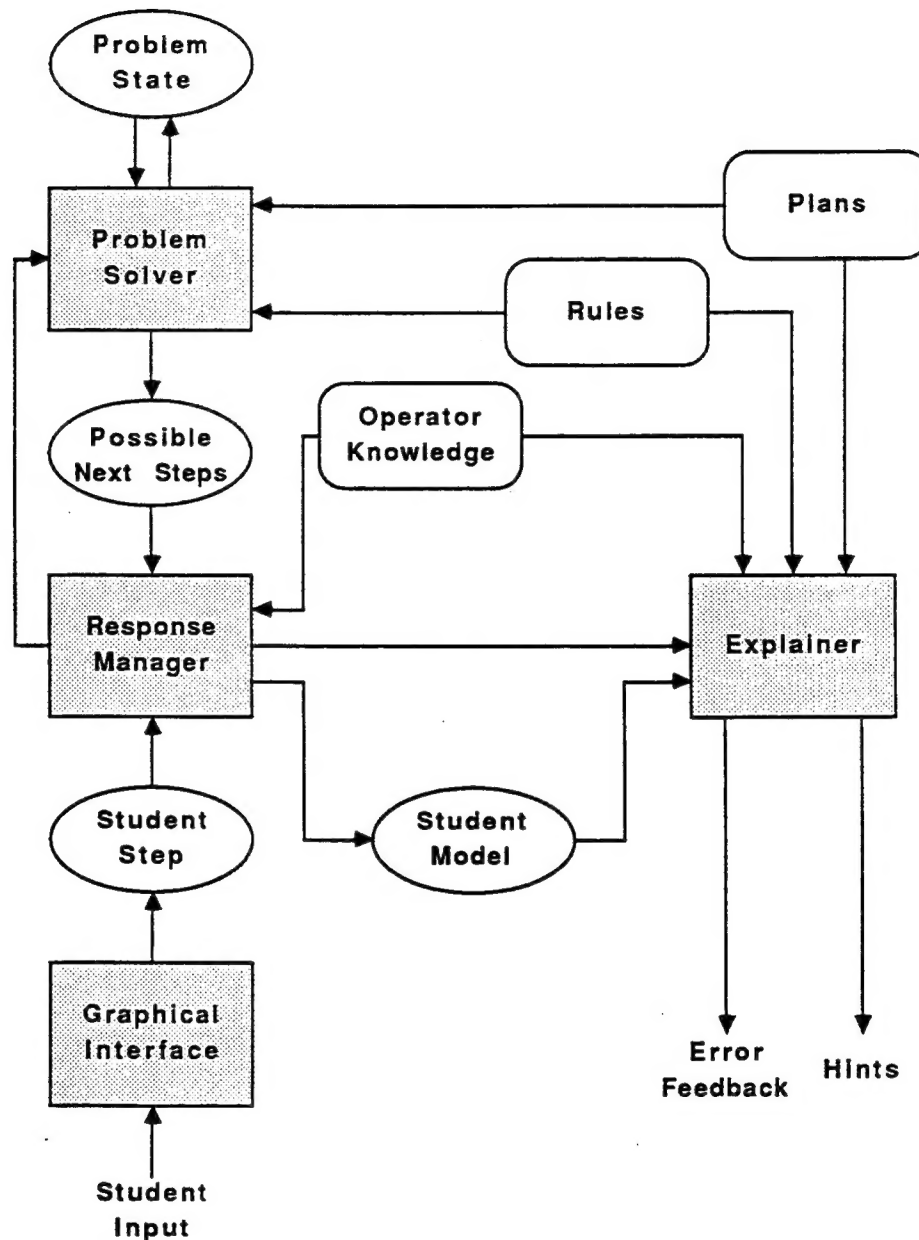 Problem
State
Plans
Problem
Solver
Rules
Operator
Knowledge
Possible
Next Steps
Response
Manager
Explainer
Student
Step
Student
Model
Graphical
Interface
Error
Feedback
Hints
Student
Input